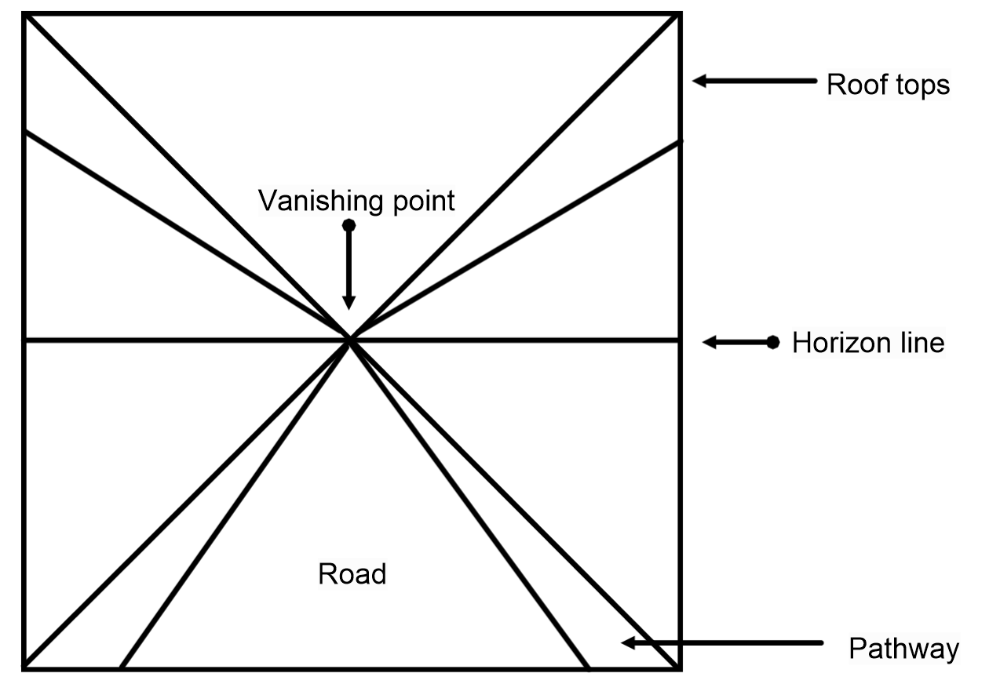 Roof tops
Vanishing point
Horizon line
Road
Pathway